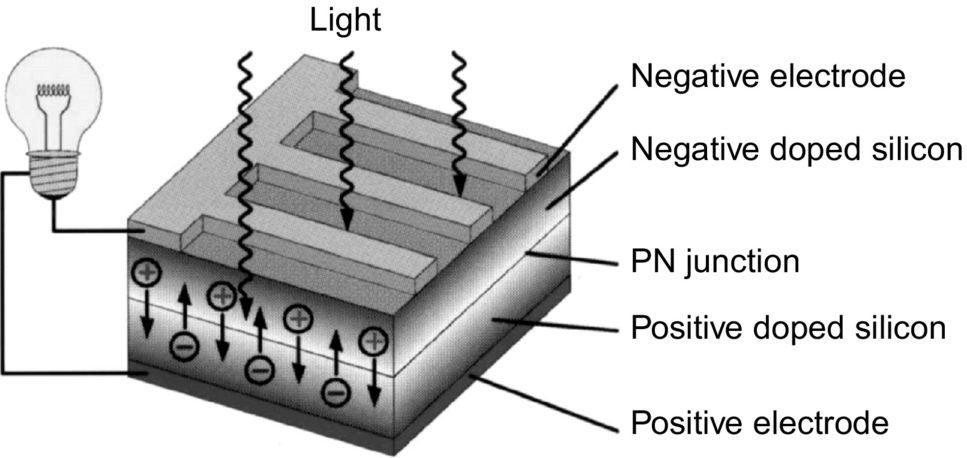 Light
Negative electrode
Negative doped silicon
PN junction
Positive doped silicon
Positive electrode